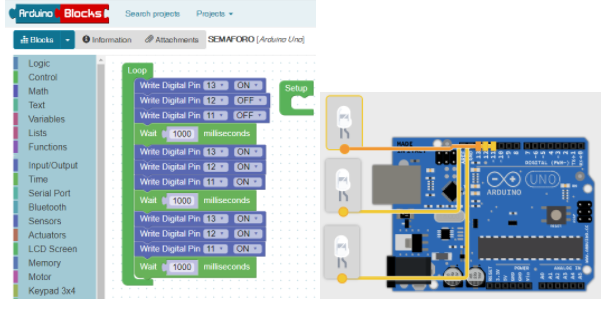 Arduino Blocks
Search projects
Projects
Blocks
Information
Attachments
SEMAFORO [Arduino Uno]
Logic
Control
Math
Text
Variables
Lists
Functions
Input/Output
Time
Serial Port
Bluetooth
Sensors
Actuators
LCD Screen
Memory
Motor
Keypad 3x4
Loop
Write Digital Pin 13 ON
Write Digital Pin 12 OFF
Write Digital Pin 11 OFF
Wait 1000 milliseconds
Write Digital Pin 13 ON
Write Digital Pin 12 ON
Write Digital Pin 11 ON
Wait 1000 milliseconds
Write Digital Pin 13 ON
Write Digital Pin 12 ON
Write Digital Pin 11 ON
Wait 1000 milliseconds
Setup
MADE
DIGITAL (PWM~)
UNO
ARDUINO
POWER
ANALOG IN